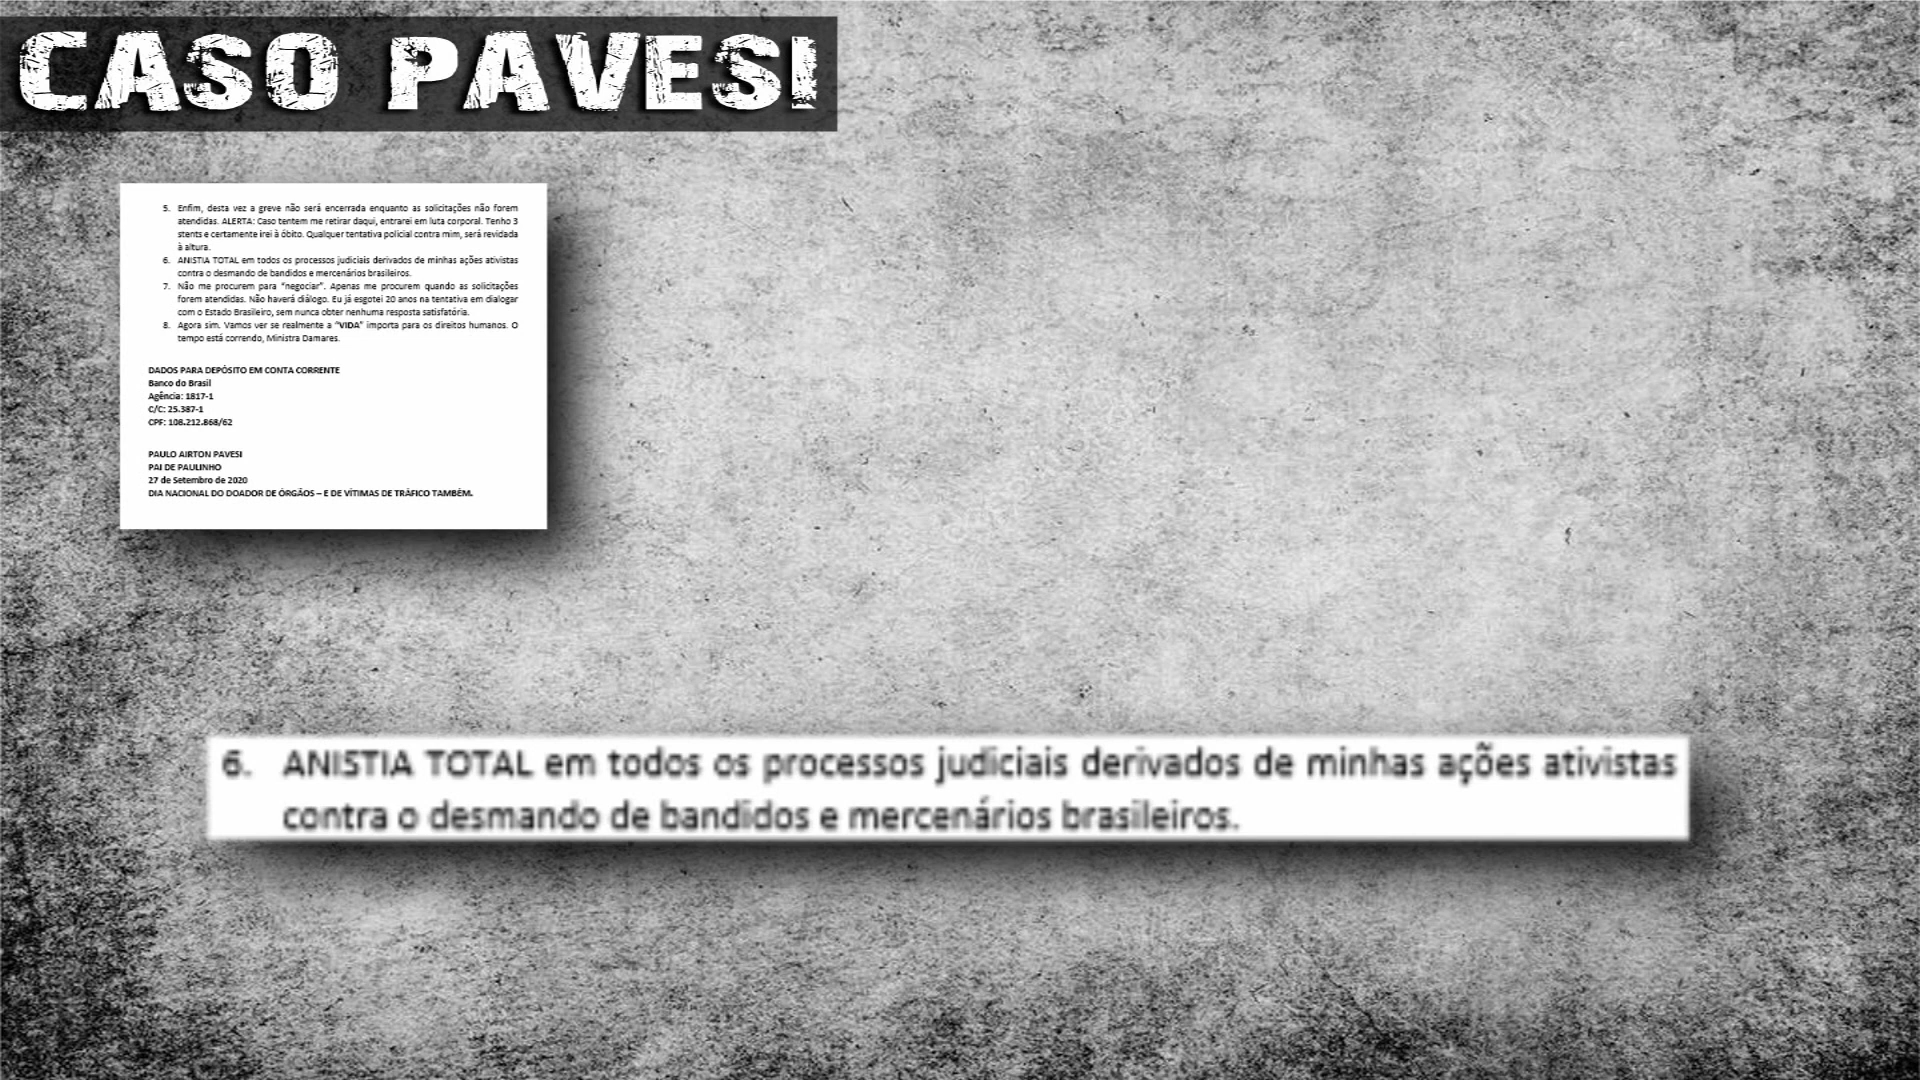 CASO PAVESI
5. Enfim, desta vez a greve não será encerrada enquanto as solicitações não forem
atendidas. ALERTA: Caso tentem me retirar daqui, entrarei em luta corporal. Tenho 3
stents e certamente irei à óbito. Qualquer tentativa policial contra mim, será revidada
à altura.
6. ANISTIA TOTAL em todos os processos judiciais derivados de minhas ações ativistas
contra o desmando de bandidos e mercenários brasileiros.
7. Não me procurem para "negociar". Apenas me procurem quando as solicitações
forem atendidas. Não haverá diálogo. Eu já esgotei 20 anos na tentativa em dialogar
com o Estado Brasileiro, sem nunca obter nenhuma resposta satisfatória.
8. Agora sim. Vamos ver se realmente a "VIDA" importa para os direitos humanos. O
tempo está correndo, Ministra Damares.
DADOS PARA DEPÓSITO EM CONTA CORRENTE
Banco do Brasil
Agência: 1817-1
C/C: 25.387-1
CPF: 108.212.868/62
PAULO AIRTON PAVESI
PAI DE PAULINHO
27 de Setembro de 2020
DIA NACIONAL DO DOADOR DE ÓRGÃOS – E DE VÍTIMAS DE TRÁFICO TAMBÉM.
6. ANISTIA TOTAL em todos os processos judiciais derivados de minhas ações ativistas
contra o desmando de bandidos e mercenários brasileiros.